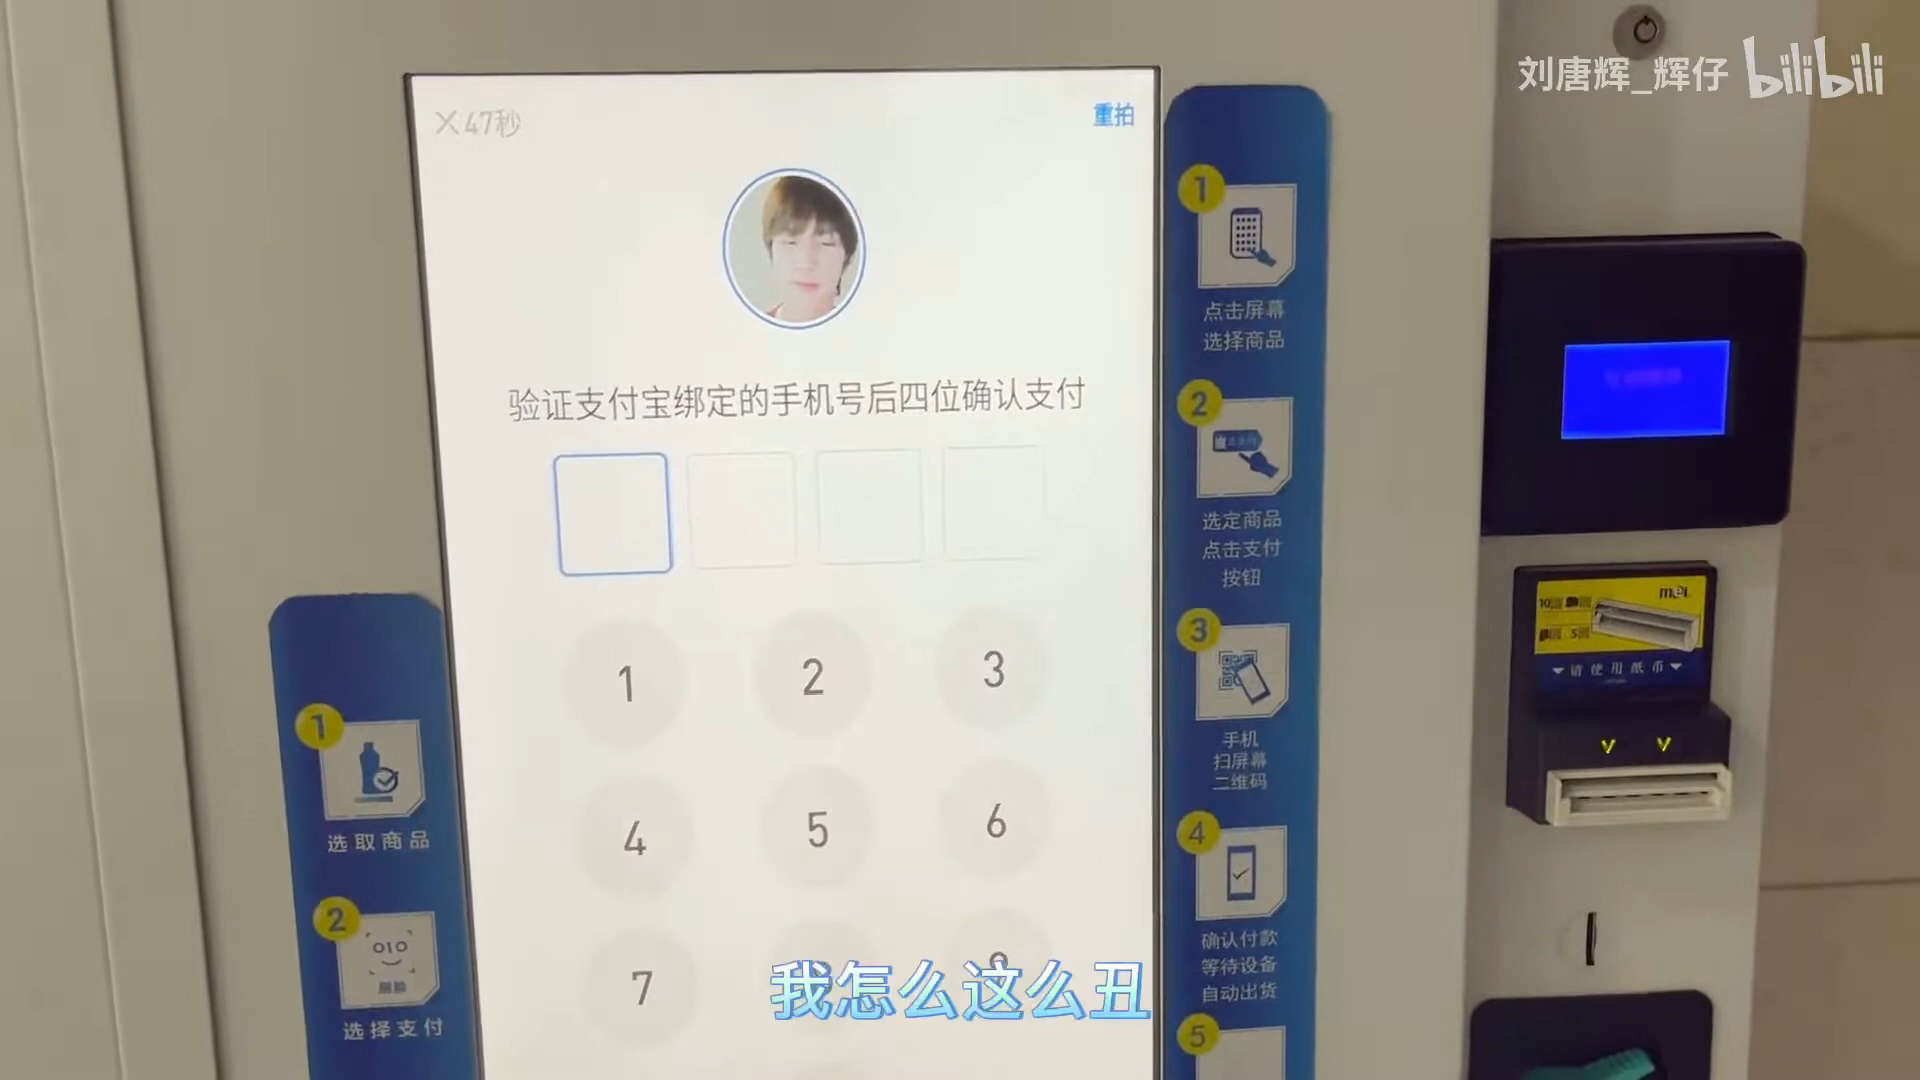 刘唐辉_辉仔 bilibili
X 47秒
重拍
验证支付宝绑定的手机号后四位确认支付
1 2 3
4 5 6
7
9
我怎么这么丑
1
选取商品
2
刷脸
选择支付
1
点击屏幕
选择商品
2
选定商品
点击支付
按钮
3
手机
扫屏幕
二维码
4
确认付款
等待设备
自动出货
5
mei
请使用纸币